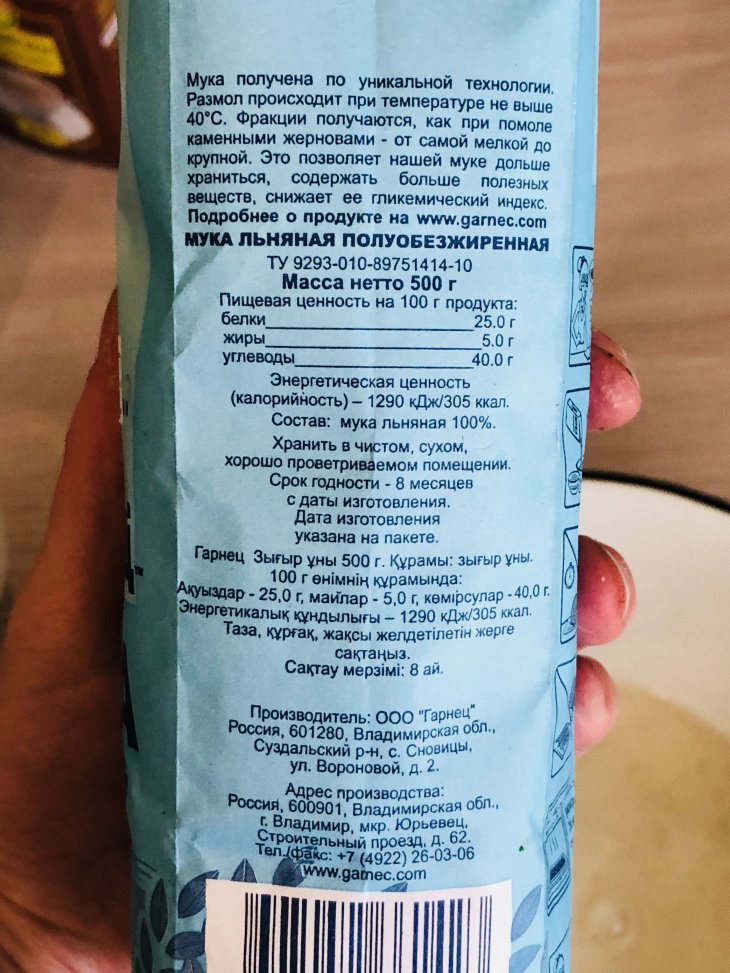 Мука получена по уникальной технологии.
Размол происходит при температуре не выше
40°С. Фракции получаются, как при помоле
каменными жерновами - от самой мелкой до
крупной. Это позволяет нашей муке дольше
храниться, содержать больше полезных
веществ, снижает ее гликемический индекс.
Подробнее о продукте на www.garnec.com
МУКА ЛЬНЯНАЯ ПОЛУОБЕЗЖИРЕННАЯ
ТУ 9293-010-89751414-10
Масса нетто 500 г
Пищевая ценность на 100 г продукта:
белки 25.0 г
жиры 5.0 г
углеводы 40.0 г
Энергетическая ценность
(калорийность) – 1290 кДж/305 ккал.
Состав: мука льняная 100%.
Хранить в чистом, сухом,
хорошо проветриваемом помещении.
Срок годности - 8 месяцев
с даты изготовления.
Дата изготовления
указана на пакете.
Гарнец Зығыр ұны 500 г. Құрамы: зығыр ұны.
100 г өнімнің құрамында:
Ақуыздар - 25,0 г, майлар - 5,0 г, көмірсулар - 40,0 г.
Энергетикалық құндылығы – 1290 кДж/305 ккал.
Таза, құрғақ, жақсы желдетілетін жерге
сақтаңыз.
Сақтау мерзімі: 8 ай.
Производитель: ООО "Гарнец"
Россия, 601280, Владимирская обл.,
Суздальский р-н, с. Сновицы,
ул. Вороновой, д. 2.
Адрес производства:
Россия, 600901, Владимирская обл.,
г. Владимир, мкр. Юрьевец,
Строительный проезд, д. 62.
Тел./факс: +7 (4922) 26-03-06
www.garnec.com